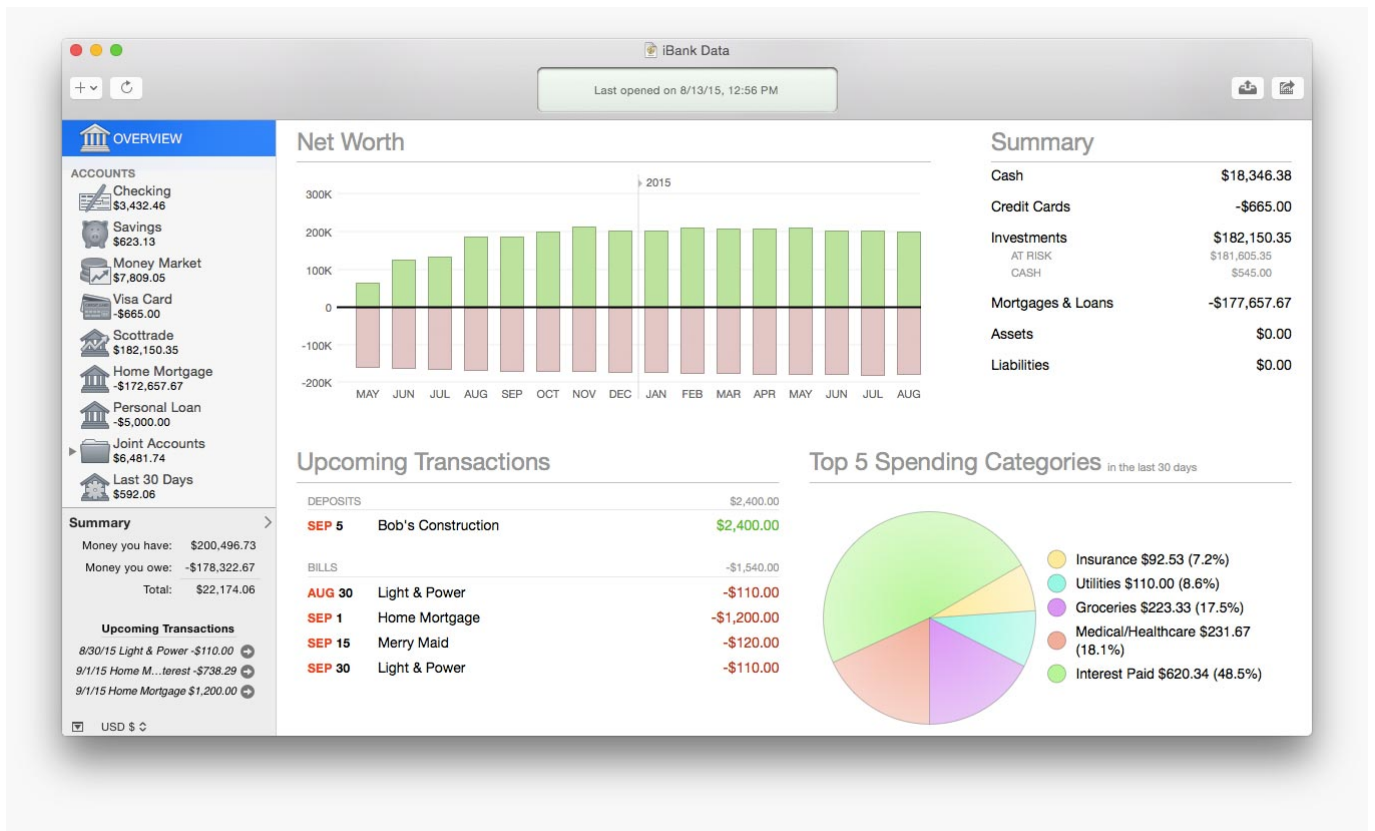 iBank Data
Last opened on 8/13/15, 12:56 PM
OVERVIEW
ACCOUNTS
Checking
$3,432.46
Savings
$623.13
Money Market
$7,809.05
Visa Card
-$665.00
Scottrade
$182,150.35
Home Mortgage
-$172,657.67
Personal Loan
-$5,000.00
Joint Accounts
$6,481.74
Last 30 Days
$592.06
Summary
Money you have: $200,496.73
Money you owe: -$178,322.67
Total: $22,174.06
Upcoming Transactions
8/30/15 Light & Power -$110.00
9/1/15 Home M...terest -$738.29
9/1/15 Home Mortgage $1,200.00
USD $
Net Worth
2015
300K
200K
100K
0
-100K
-200K
MAY JUN JUL AUG SEP OCT NOV DEC JAN FEB MAR APR MAY JUN JUL AUG
Summary
Cash $18,346.38
Credit Cards -$665.00
Investments $182,150.35
AT RISK $181,605.35
CASH $545.00
Mortgages & Loans -$177,657.67
Assets $0.00
Liabilities $0.00
Upcoming Transactions
DEPOSITS $2,400.00
SEP 5 Bob's Construction $2,400.00
BILLS -$1,540.00
AUG 30 Light & Power -$110.00
SEP 1 Home Mortgage -$1,200.00
SEP 15 Merry Maid -$120.00
SEP 30 Light & Power -$110.00
Top 5 Spending Categories in the last 30 days
Insurance $92.53 (7.2%)
Utilities $110.00 (8.6%)
Groceries $223.33 (17.5%)
Medical/Healthcare $231.67
(18.1%)
Interest Paid $620.34 (48.5%)